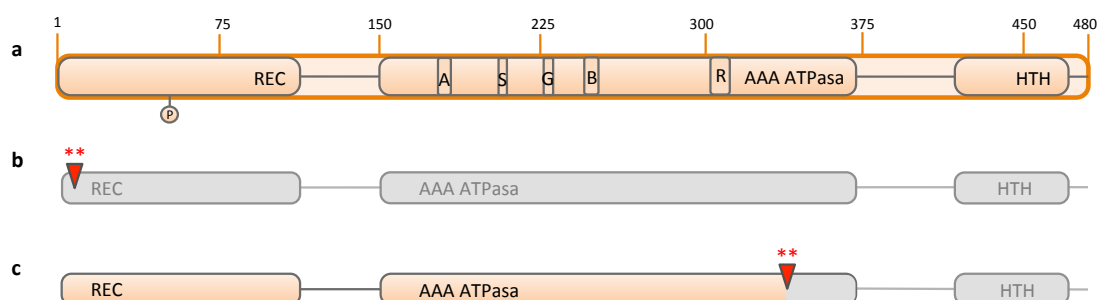 1 75 150 225 300 375 450 480
a
REC A S G B R AAA ATPasa HTH
P
**
b
REC AAA ATPasa HTH
**
c
REC AAA ATPasa HTH